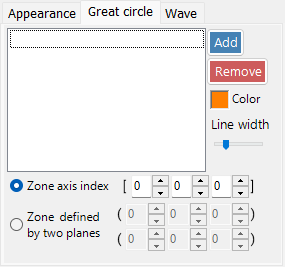 Appearance Great circle Wave
Add
Remove
Color
Line width
Zone axis index [ 0 0 0 ]
Zone defined ( 0 0 0 )
by two planes ( 0 0 0 )